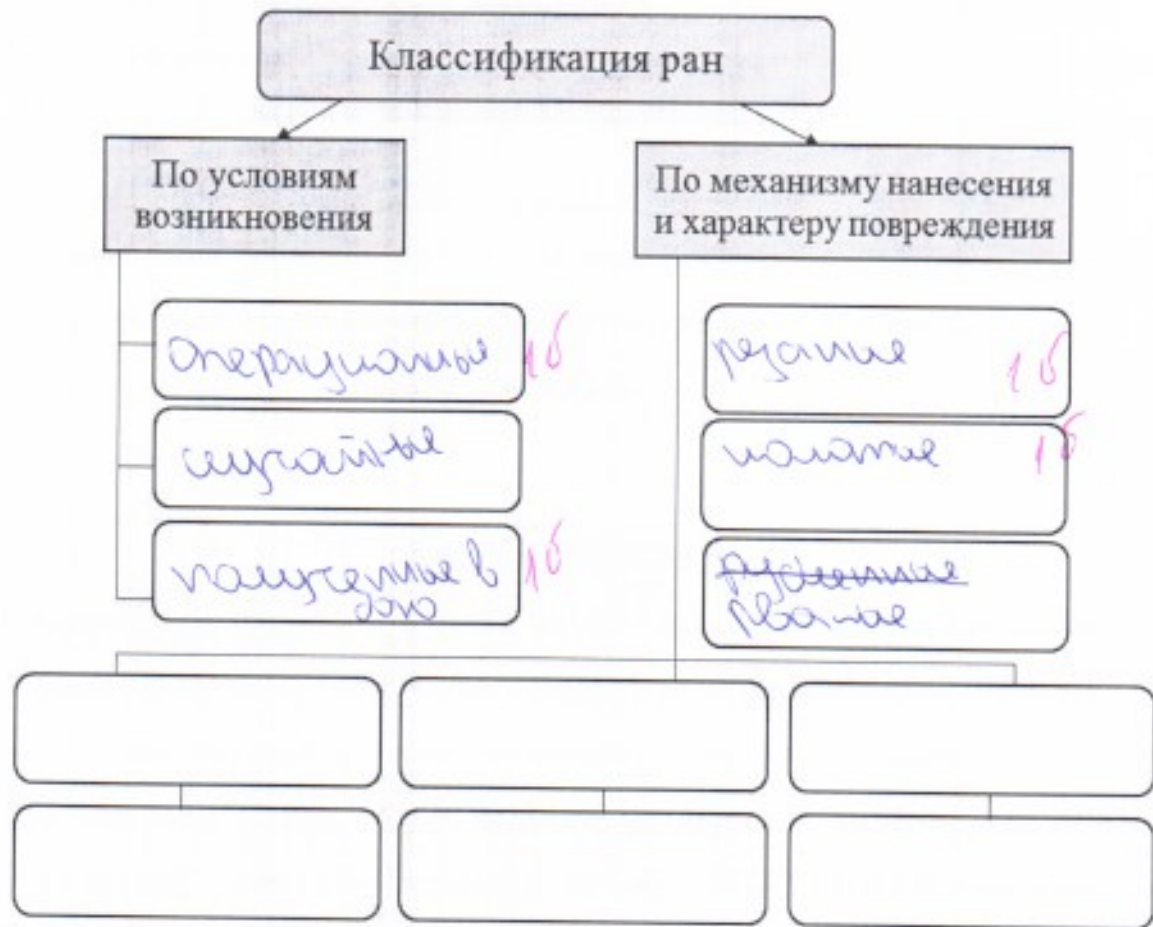 Классификация ран
По условиям
возникновения
По механизму нанесения
и характеру повреждения
операционные 1б
резаные 1б
случайные
колотые 1б
полученные в 1б
бою
рваные